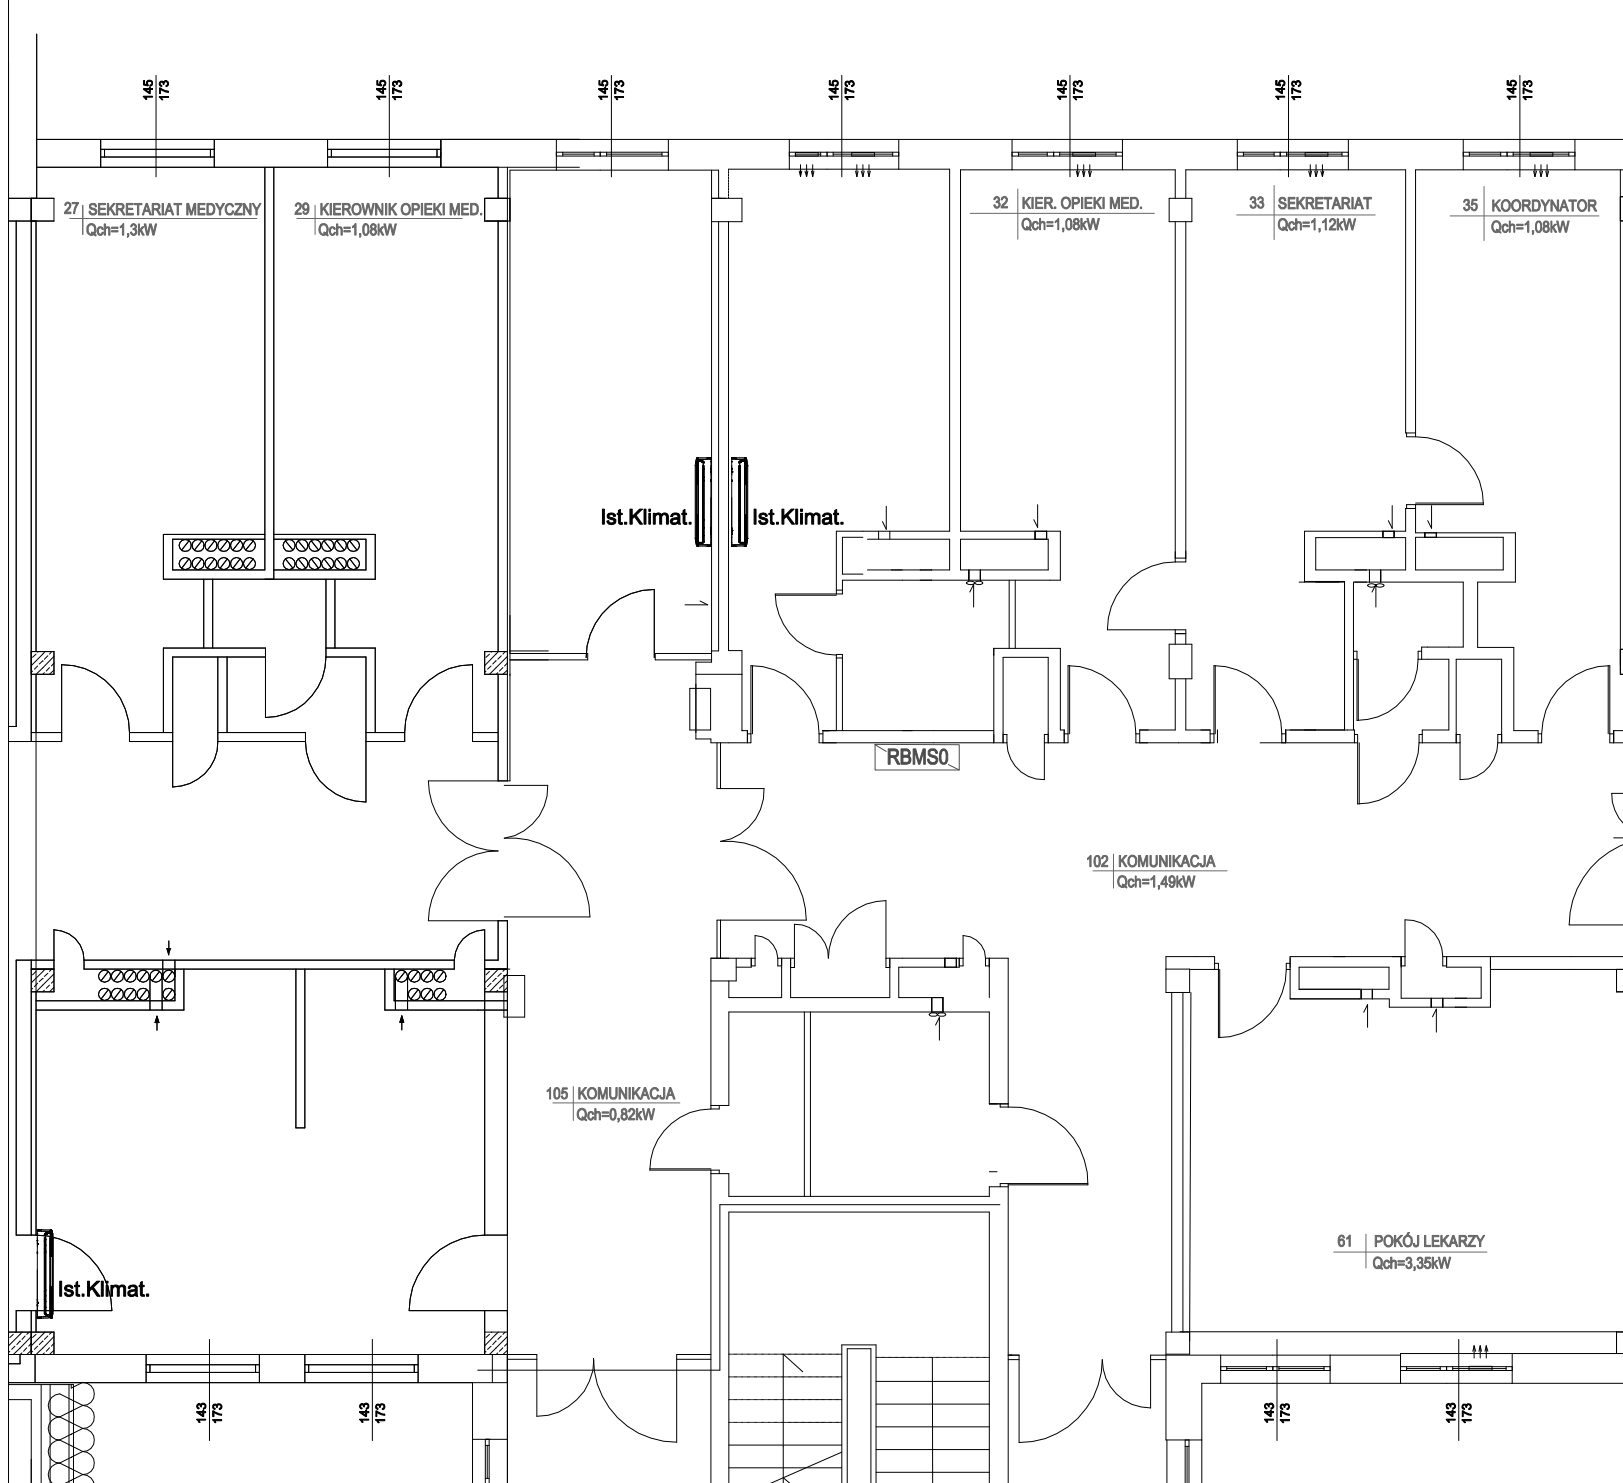 145 173
145 173
145 173
145 173
145 173
145 173
145 173
27 SEKRETARIAT MEDYCZNY
Qch=1,3kW
29 KIEROWNIK OPIEKI MED.
Qch=1,08kW
32 KIER. OPIEKI MED.
Qch=1,08kW
33 SEKRETARIAT
Qch=1,12kW
35 KOORDYNATOR
Qch=1,08kW
Ist.Klimat.
Ist.Klimat.
RBMS0
102 KOMUNIKACJA
Qch=1,49kW
105 KOMUNIKACJA
Qch=0,82kW
61 POKÓJ LEKARZY
Qch=3,35kW
Ist.Klimat.
143 173
143 173
143 173
143 173